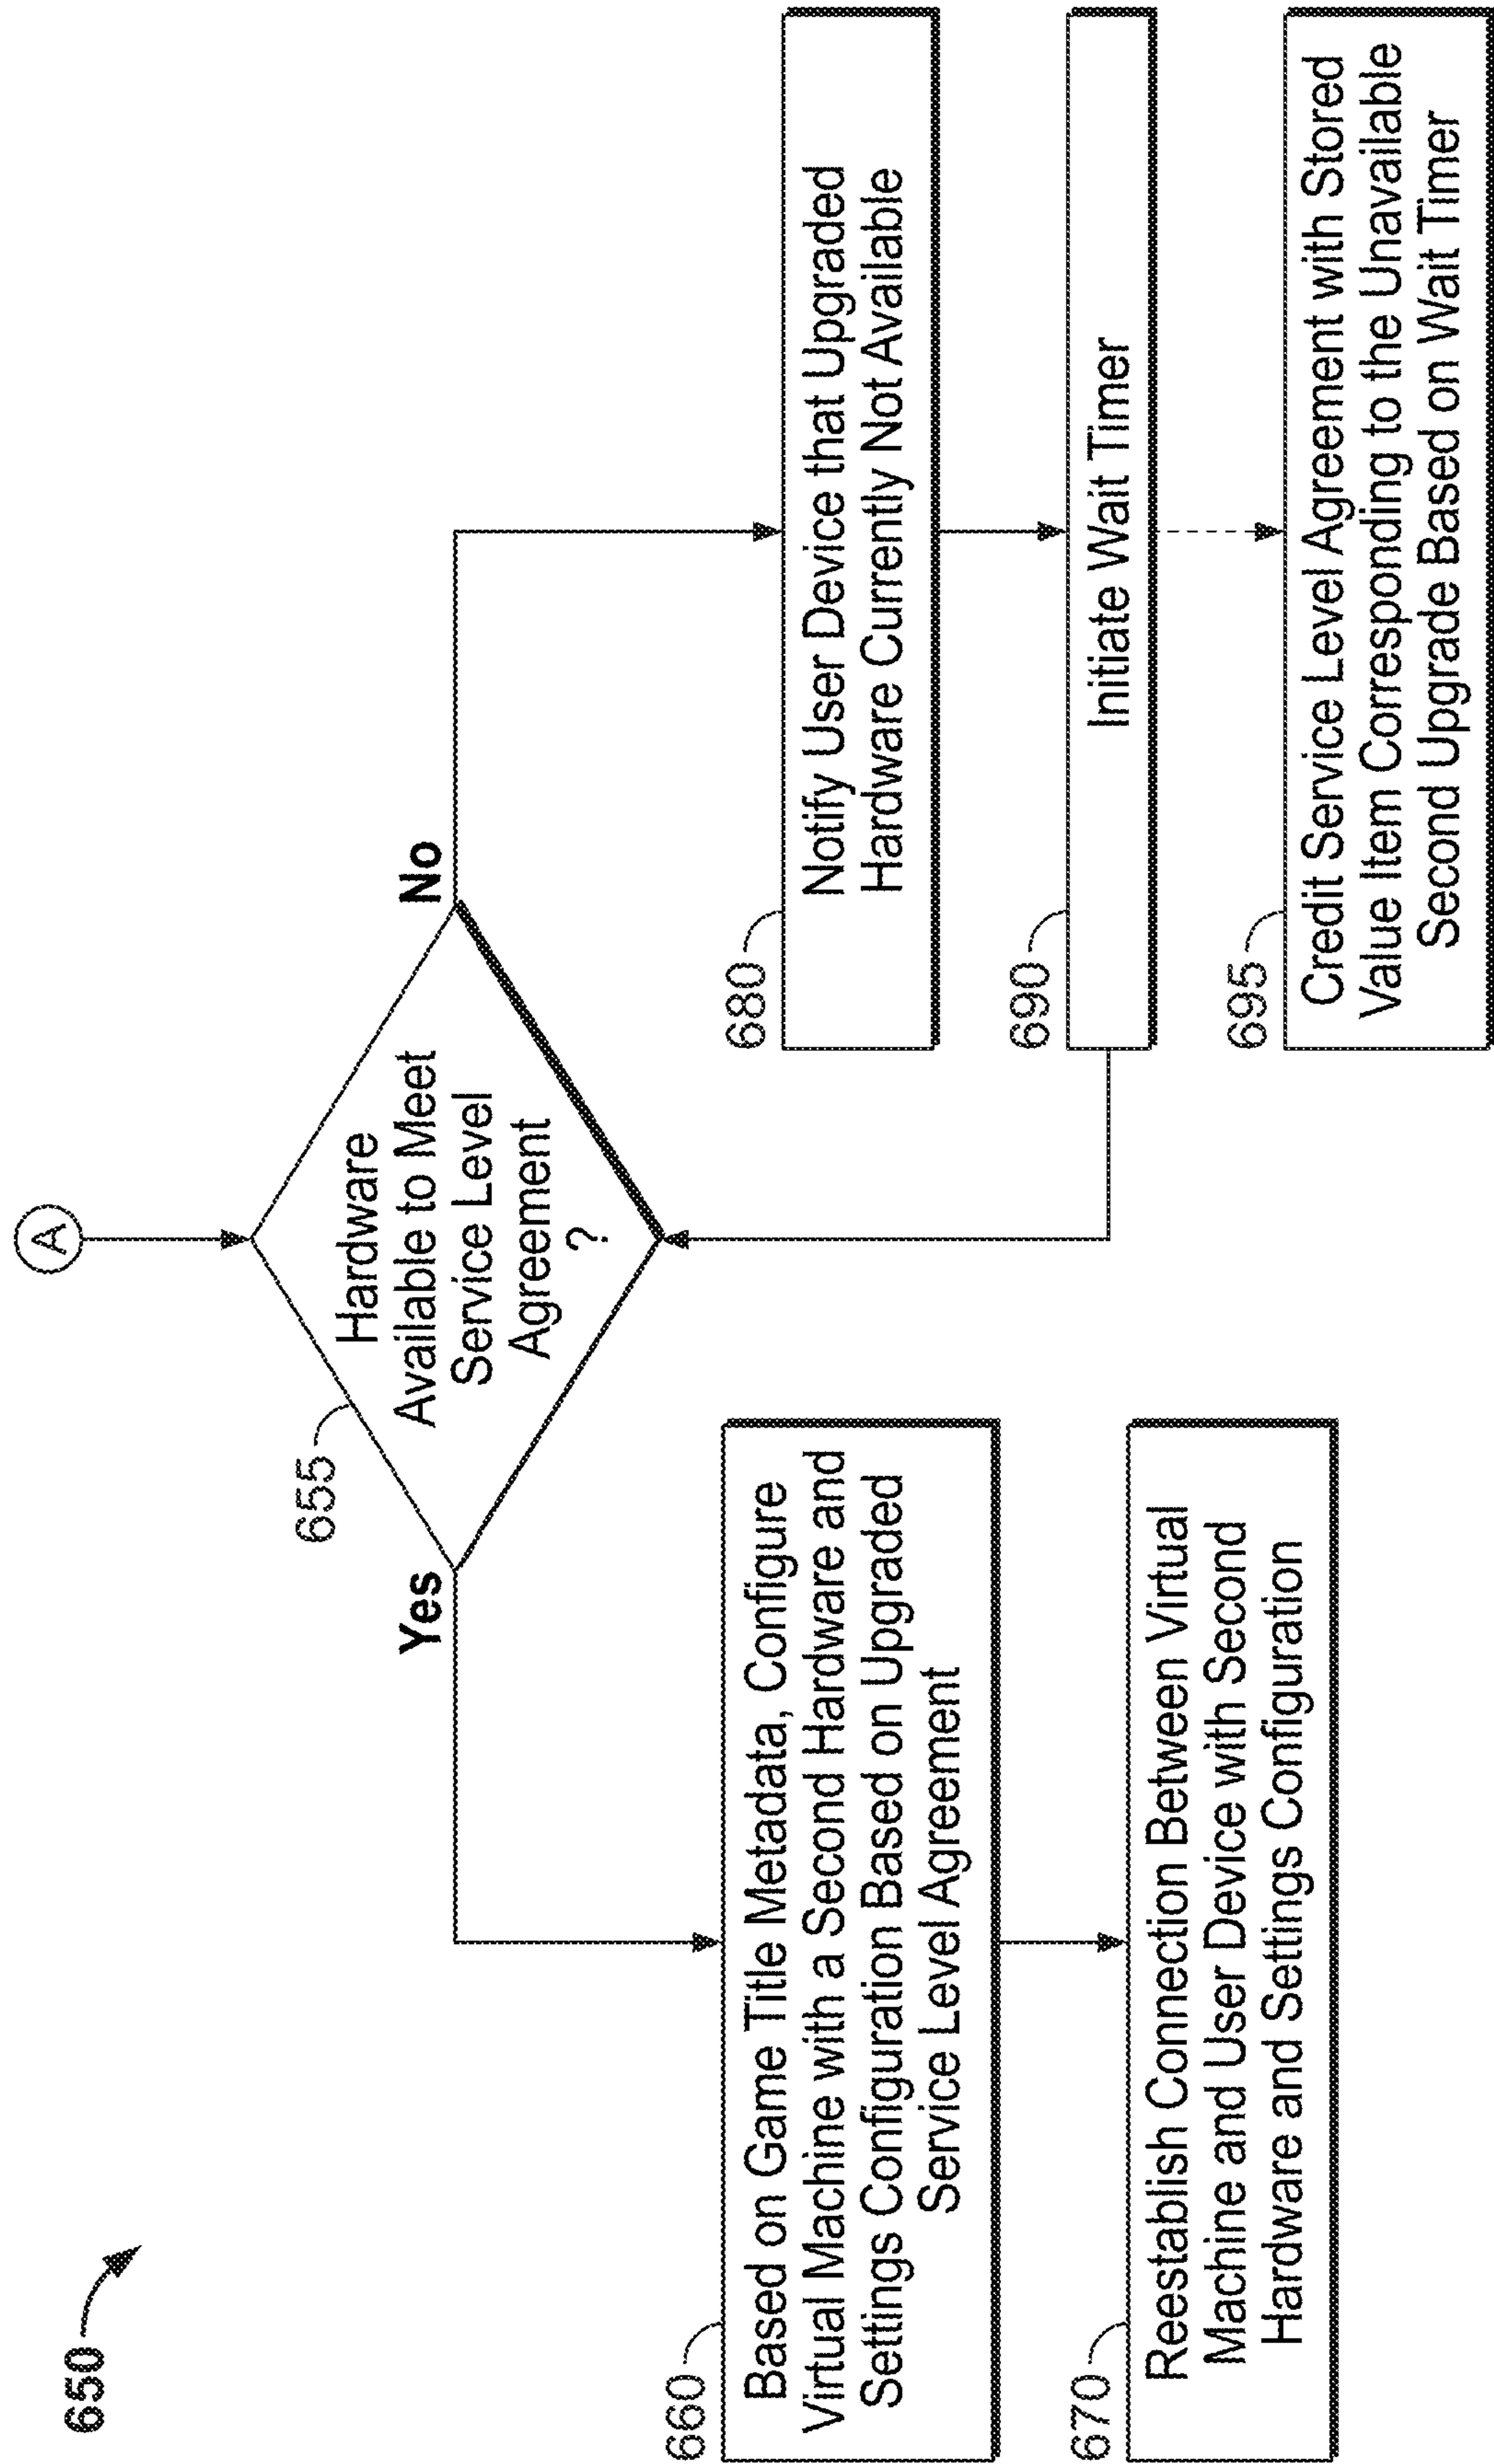 650
A
655
Hardware
Available to Meet
Service Level
Agreement
?
Yes
No
660
Based on Game Title Metadata, Configure
Virtual Machine with a Second Hardware and
Settings Configuration Based on Upgraded
Service Level Agreement
670
Reestablish Connection Between Virtual
Machine and User Device with Second
Hardware and Settings Configuration
680
Notify User Device that Upgraded
Hardware Currently Not Available
690
Initiate Wait Timer
695
Credit Service Level Agreement with Stored
Value Item Corresponding to the Unavailable
Second Upgrade Based on Wait Timer